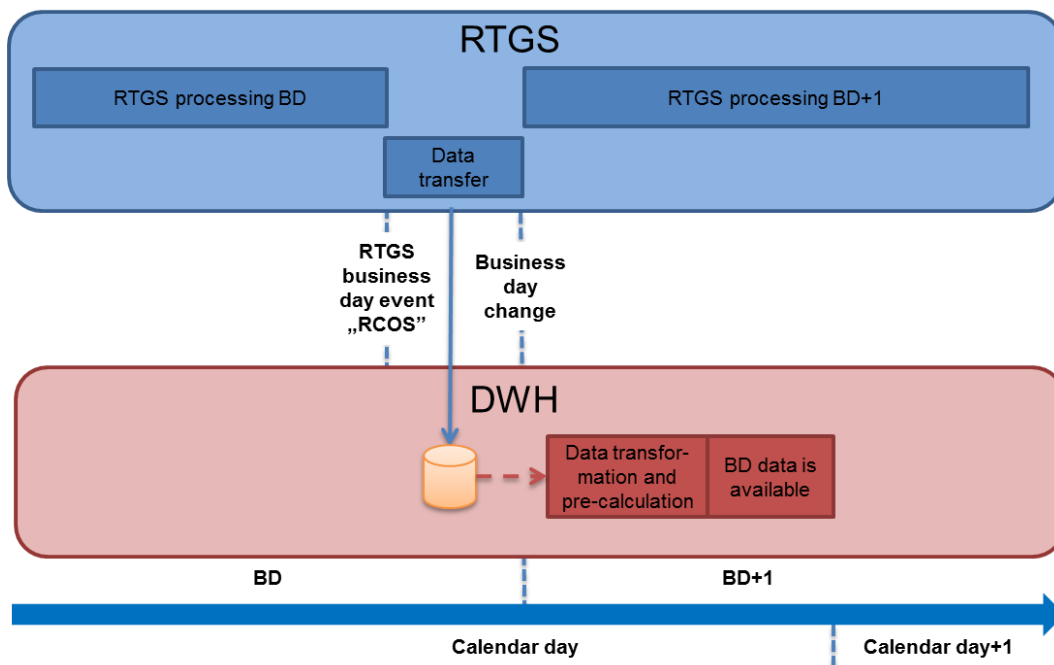 RTGS
RTGS processing BD
RTGS processing BD+1
Data
transfer
RTGS
business
day event
„RCOS”
Business
day
change
DWH
Data transfor-
mation and
pre-calculation
BD data is
available
BD
BD+1
Calendar day
Calendar day+1